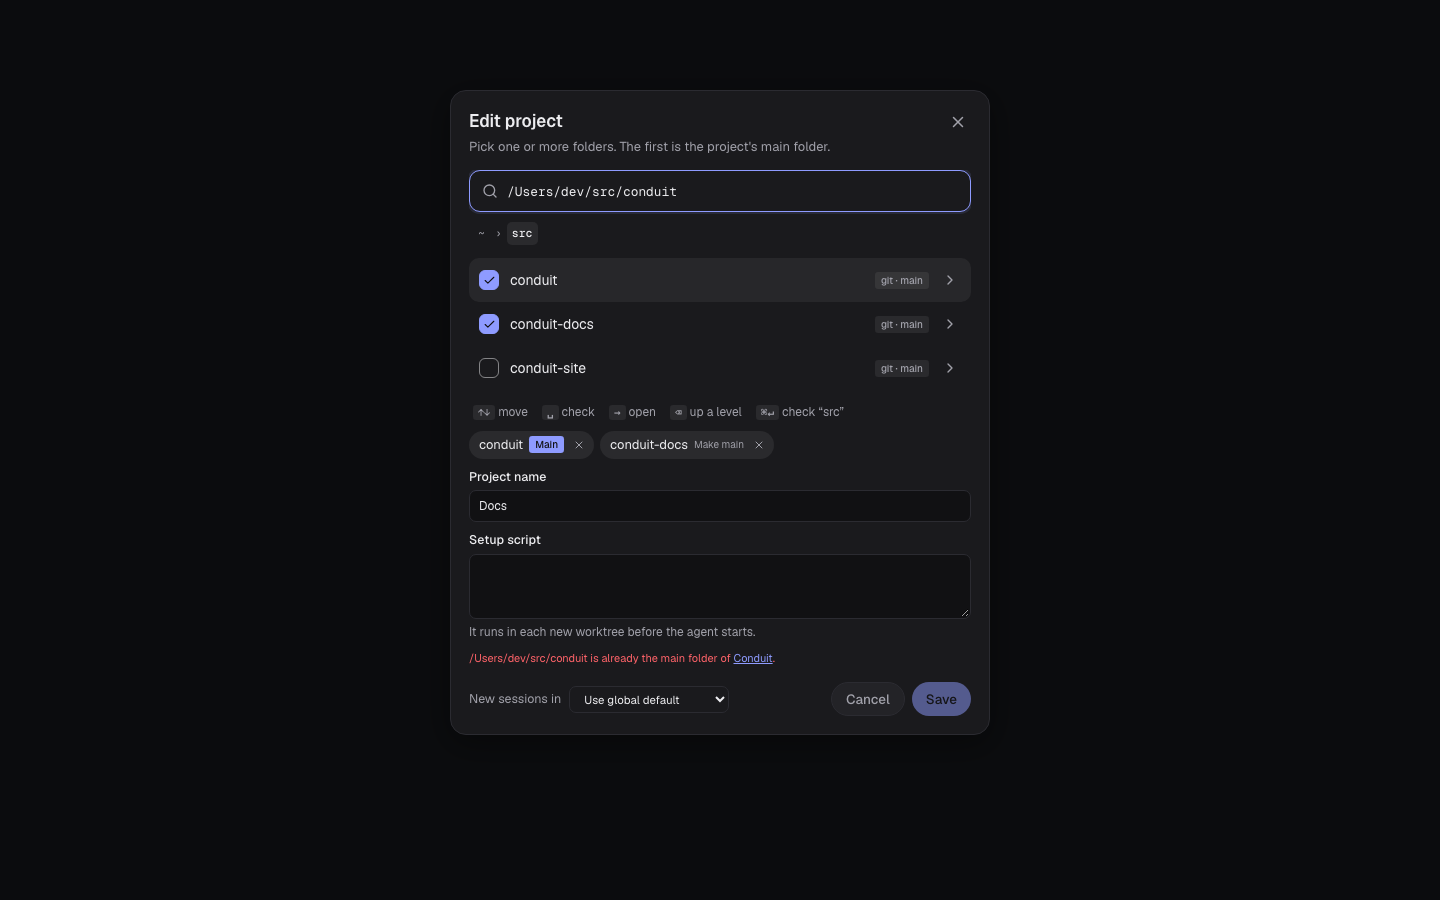 Edit project
Pick one or more folders. The first is the project's main folder.
/Users/dev/src/conduit
~ › src
conduit git · main
conduit-docs git · main
conduit-site git · main
↑↓ move ␣ check → open ⌫ up a level ⌘↵ check “src”
conduit Main × conduit-docs Make main ×
Project name
Docs
Setup script
It runs in each new worktree before the agent starts.
/Users/dev/src/conduit is already the main folder of Conduit.
New sessions in Use global default Cancel Save